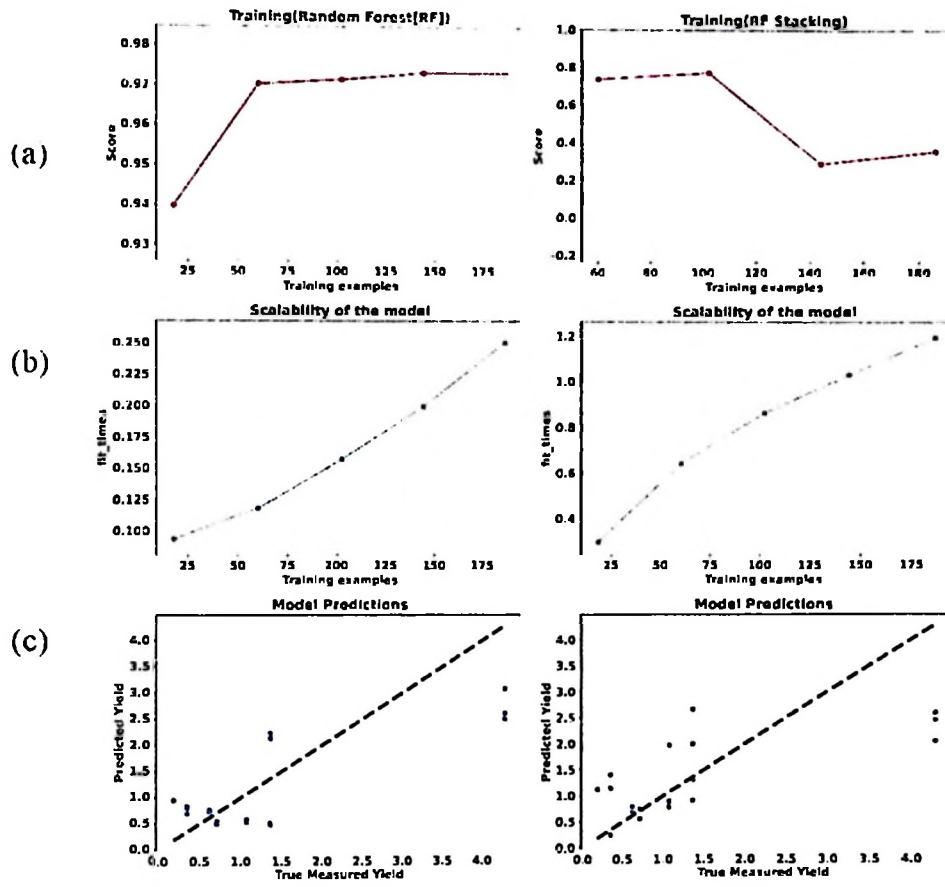 Training(Random Forest[RF])
Training(RF Stacking)
(a)
Score
0.98
0.97
0.96
0.95
0.94
0.93
25 50 75 100 125 150 175
Training examples
Score
1.0
0.8
0.6
0.4
0.2
0.0
-0.2
60 80 100 120 140 160 180
Training examples
(b)
Scalability of the model
fit_times
0.250
0.225
0.200
0.175
0.150
0.125
0.100
25 50 75 100 125 150 175
Training examples
Scalability of the model
fit_times
1.2
1.0
0.8
0.6
0.4
25 50 75 100 125 150 175
Training examples
(c)
Model Predictions
Predicted Yield
4.0
3.5
3.0
2.5
2.0
1.5
1.0
0.5
0.0
0.0 0.5 1.0 1.5 2.0 2.5 3.0 3.5 4.0
True Measured Yield
Model Predictions
Predicted Yield
4.0
3.5
3.0
2.5
2.0
1.5
1.0
0.5
0.0
0.0 0.5 1.0 1.5 2.0 2.5 3.0 3.5 4.0
True Measured Yield